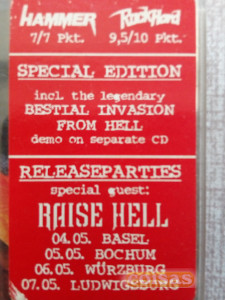 HAMMER RockHard
7/7 Pkt. 9,5/10 Pkt.
SPECIAL EDITION
incl. the legendary
BESTIAL INVASION
FROM HELL
demo on separate CD
RELEASEPARTIES
special guest:
RAISE HELL
04.05. BASEL
05.05. BOCHUM
06.05. WÜRZBURG
07.05. LUDWIGSBURG